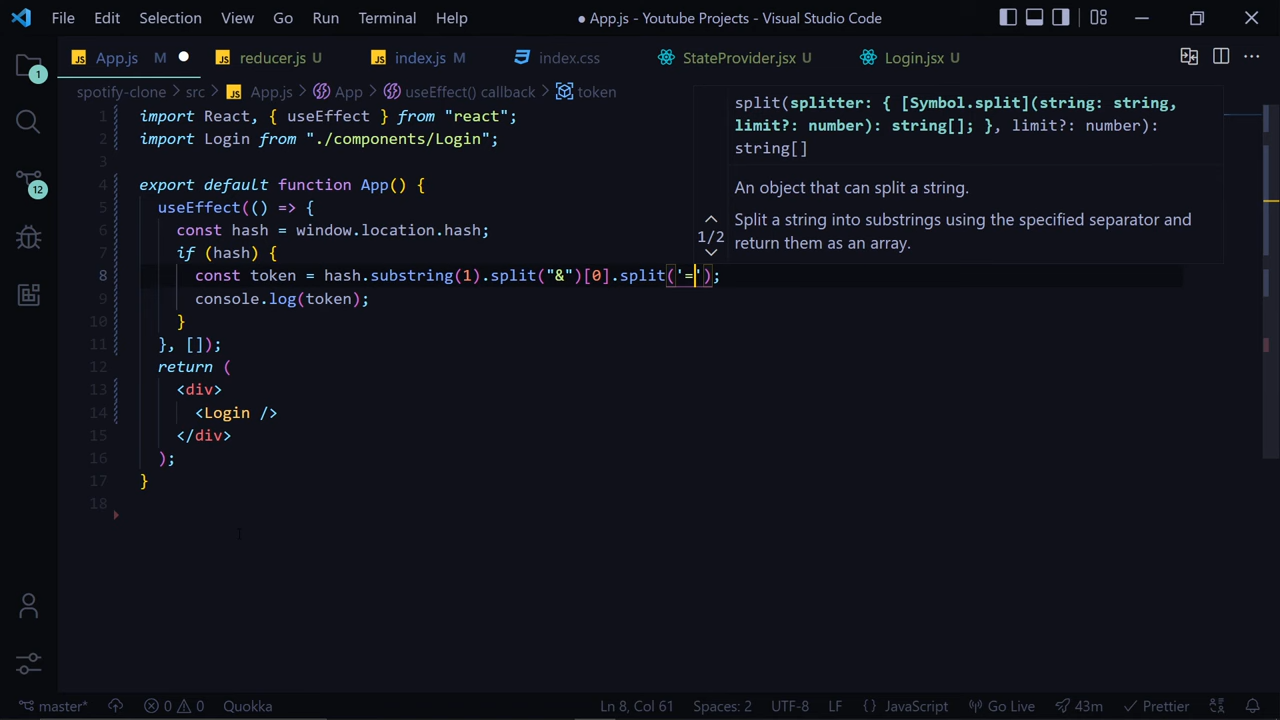 File Edit Selection View Go Run Terminal Help ● App.js - Youtube Projects - Visual Studio Code
JS App.js M ● JS reducer.js U JS index.js M index.css StateProvider.jsx U Login.jsx U
spotify-clone > src > JS App.js > App > useEffect() callback > token
1
12
1 import React, { useEffect } from "react";
2 import Login from "./components/Login";
3
4 export default function App() {
5 useEffect(() => {
6 const hash = window.location.hash;
7 if (hash) {
8 const token = hash.substring(1).split("&")[0].split('=');
9 console.log(token);
10 }
11 }, []);
12 return (
13 <div>
14 <Login />
15 </div>
16 );
17 }
18
split(splitter: { [Symbol.split](string: string,
limit?: number): string[]; }, limit?: number):
string[]
An object that can split a string.
1/2
Split a string into substrings using the specified separator and
return them as an array.
master* 0 0 Quokka Ln 8, Col 61 Spaces: 2 UTF-8 LF {} JavaScript Go Live 43m Prettier